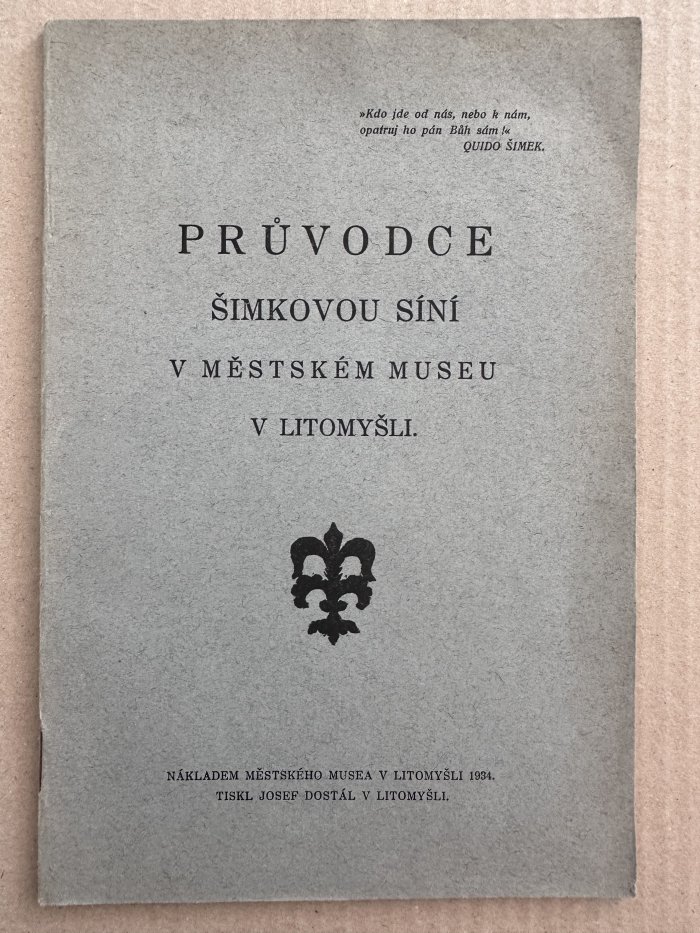 »Kdo jde od nás, nebo k nám,
opatruj ho pán Bůh sám!«
QUIDO ŠIMEK.
PRŮVODCE
ŠIMKOVOU SÍNÍ
V MĚSTSKÉM MUSEU
V LITOMYŠLI.
NÁKLADEM MĚSTSKÉHO MUSEA V LITOMYŠLI 1934.
TISKL JOSEF DOSTÁL V LITOMYŠLI.